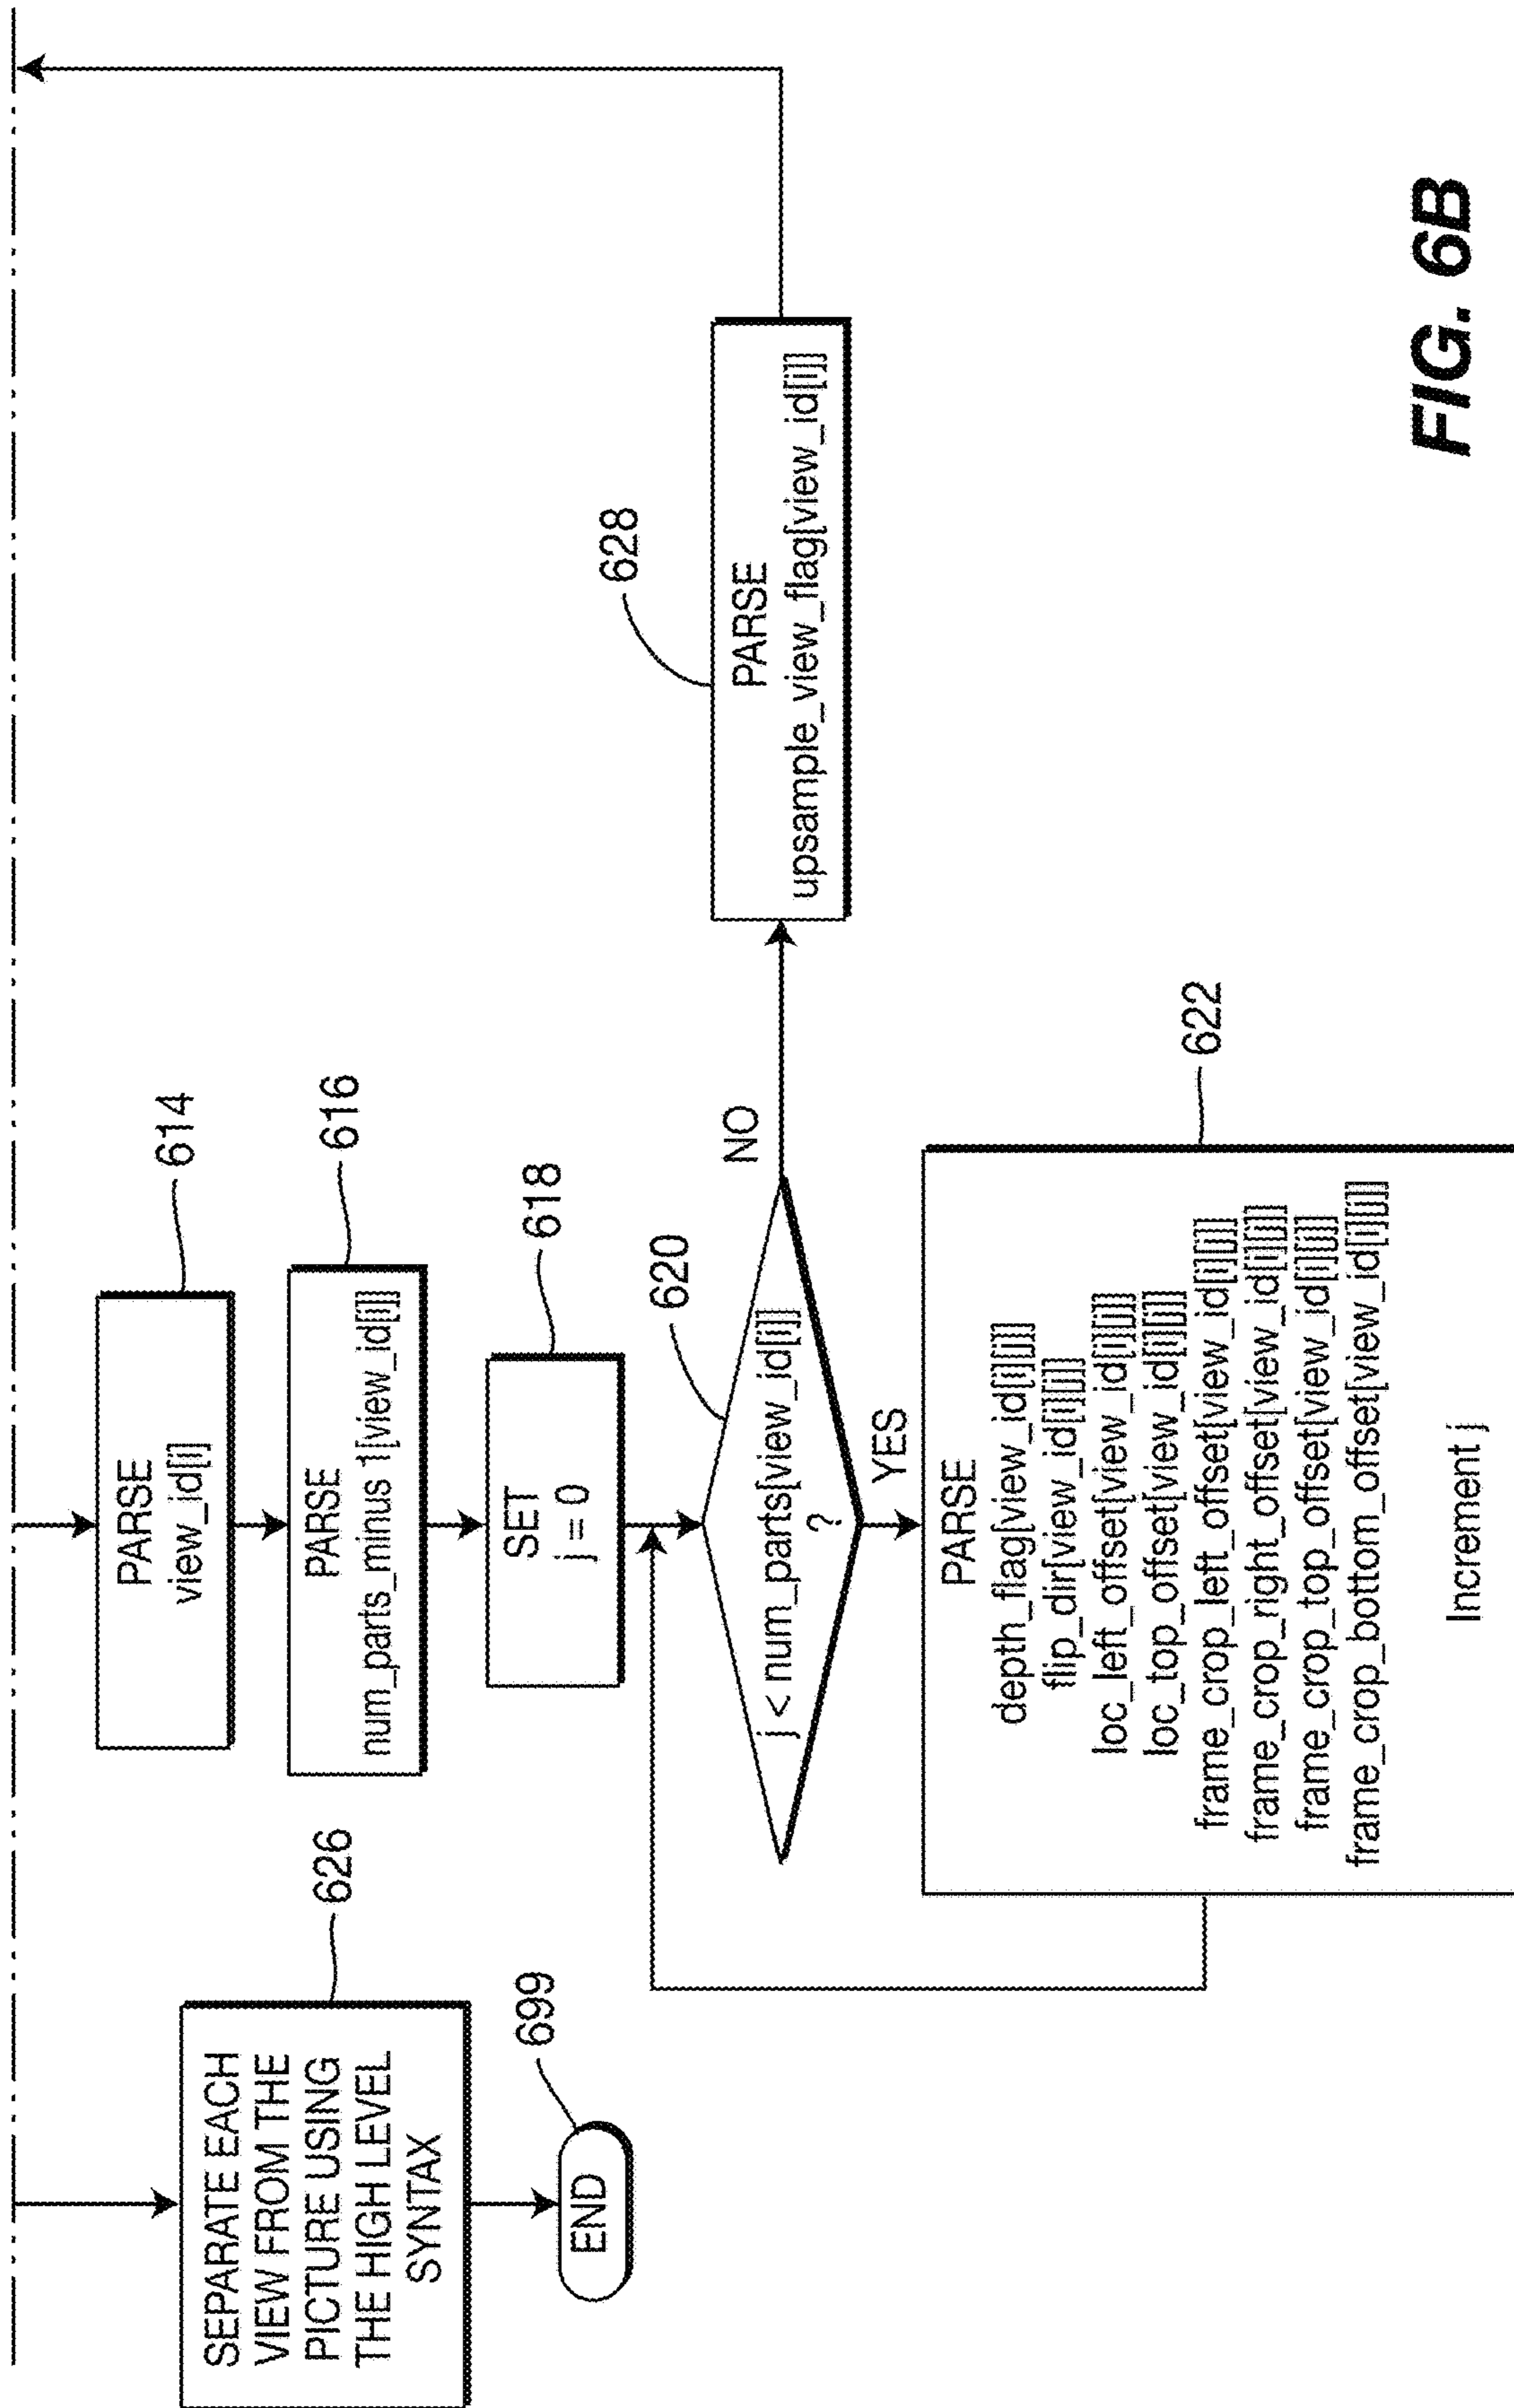 SEPARATE EACH
VIEW FROM THE
PICTURE USING
THE HIGH LEVEL
SYNTAX
626
END
699
PARSE
view_id[i]
614
PARSE
num_parts_minus 1[view_id[i]]
616
SET
j = 0
618
j < num_parts[view_id[i]]
?
620
NO
YES
PARSE
depth_flag[view_id[i][j]]
flip_dir[view_id[i][j]]
loc_left_offset[view_id[i][j]]
loc_top_offset[view_id[i][j]]
frame_crop_left_offset[view_id[i][j]]
frame_crop_right_offset[view_id[i][j]]
frame_crop_top_offset[view_id[i][j]]
frame_crop_bottom_offset[view_id[i][j]]
Increment j
622
PARSE
upsample_view_flag[view_id[i]]
628
FIG. 6B